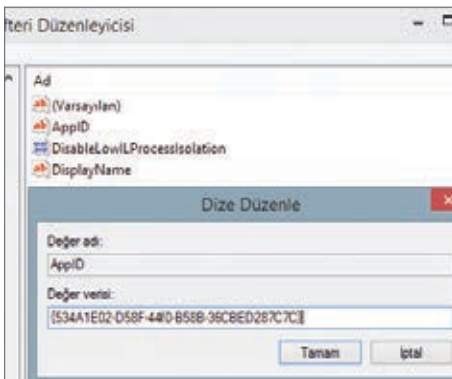 fteri Düzenleyicisi
Ad
(Varsayılan)
AppID
DisableLowILProcessIsolation
DisplayName
Dize Düzenle
Değer adı:
AppID
Değer verisi:
{534A1E02-D58F-44f0-B58B-36CBED287C7C}
Tamam
İptal